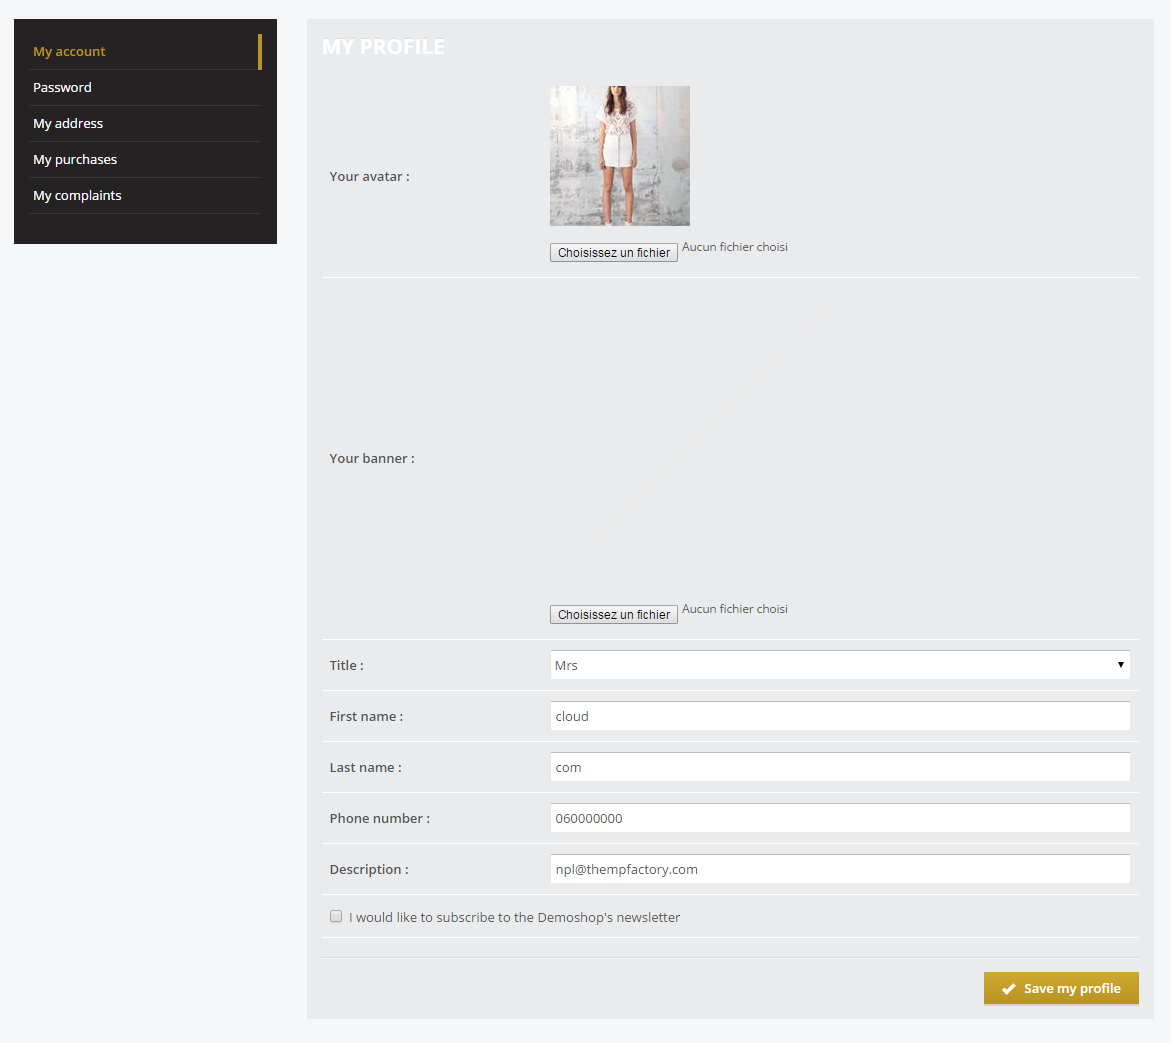 My account
Password
My address
My purchases
My complaints
MY PROFILE
Your avatar :
Choisissez un fichier Aucun fichier choisi
Your banner :
Choisissez un fichier Aucun fichier choisi
Title : Mrs
First name : cloud
Last name : com
Phone number : 060000000
Description : npl@thempfactory.com
I would like to subscribe to the Demoshop's newsletter
Save my profile